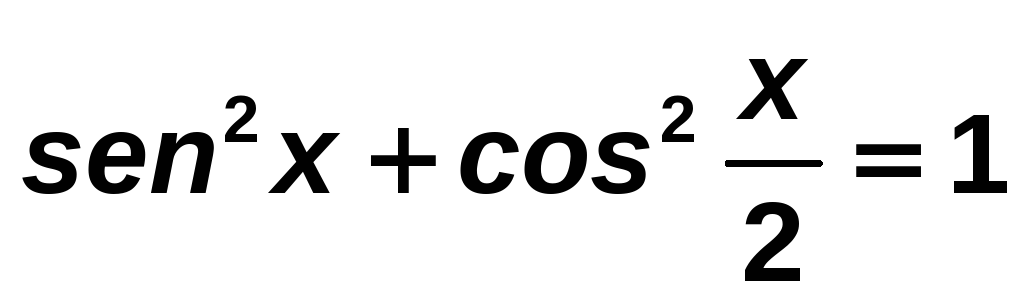 sen²x + cos² x/2 = 1